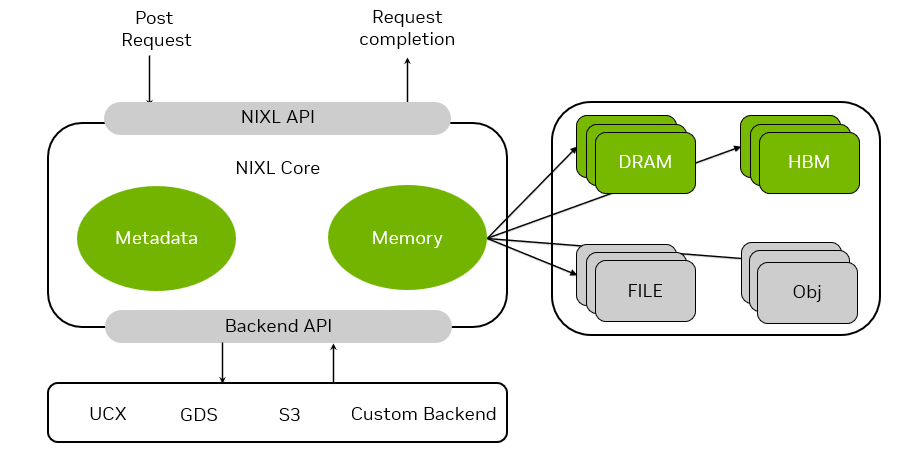 Post
Request
Request
completion
NIXL API
NIXL Core
Metadata
Memory
DRAM
HBM
FILE
Obj
Backend API
UCX
GDS
S3
Custom Backend